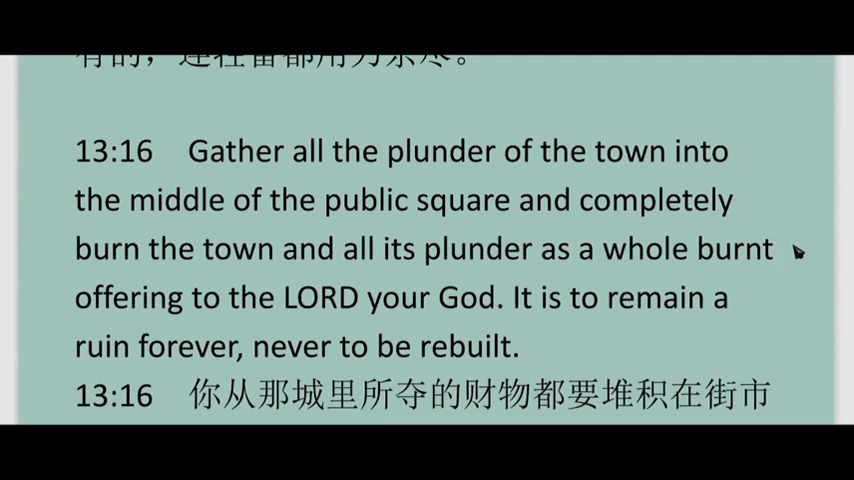 13:16 Gather all the plunder of the town into
the middle of the public square and completely
burn the town and all its plunder as a whole burnt
offering to the LORD your God. It is to remain a
ruin forever, never to be rebuilt.
13:16 你从那城里所夺的财物都要堆积在街市